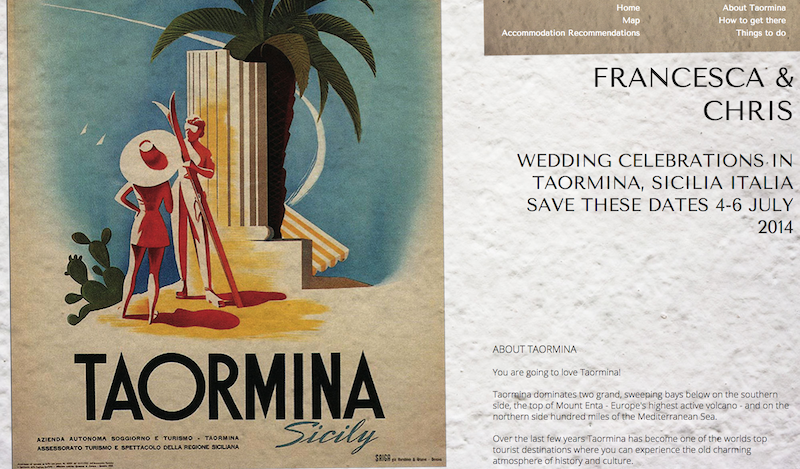 Home
Map
Accommodation Recommendations
About Taormina
How to get there
Things to do
FRANCESCA &
CHRIS
WEDDING CELEBRATIONS IN
TAORMINA, SICILIA ITALIA
SAVE THESE DATES 4-6 JULY
2014
ABOUT TAORMINA
You are going to love Taormina!
Taormina dominates two grand, sweeping bays below on the southern
side, the top of Mount Enta - Europe's highest active volcano - and on the
northern side hundred miles of the Mediterranean Sea.
Over the last few years Taormina has become one of the worlds top
tourist destinations where you can experience the old charming
atmosphere of history and culture.
TAORMINA
Sicily
AZIENDA AUTONOMA SOGGIORNO E TURISMO - TAORMINA
ASSESSORATO TURISMO E SPETTACOLO DELLA REGIONE SICILIANA